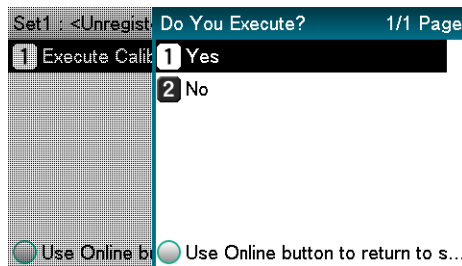 Set1 : <Unregist
1 Execute Calib
Use Online b
Do You Execute? 1/1 Page
1 Yes
2 No
Use Online button to return to s...